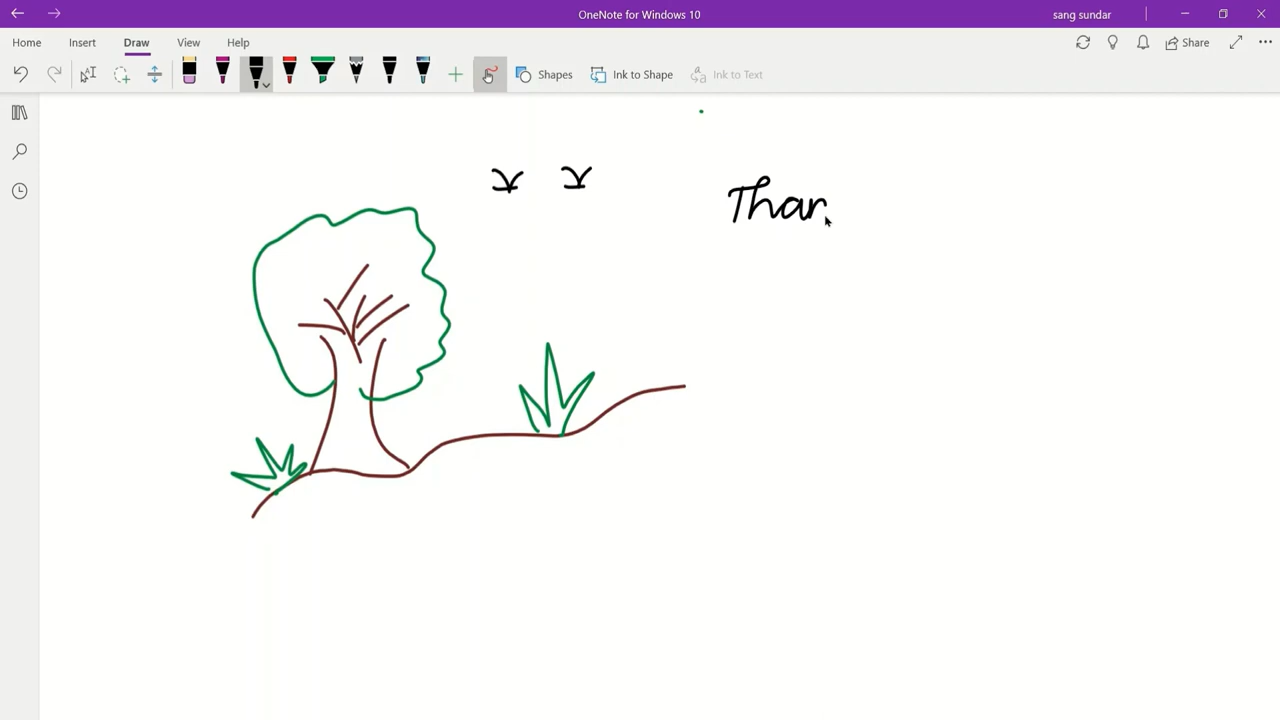 OneNote for Windows 10
sang sundar
Home Insert Draw View Help
Share
Shapes Ink to Shape Ink to Text
Than